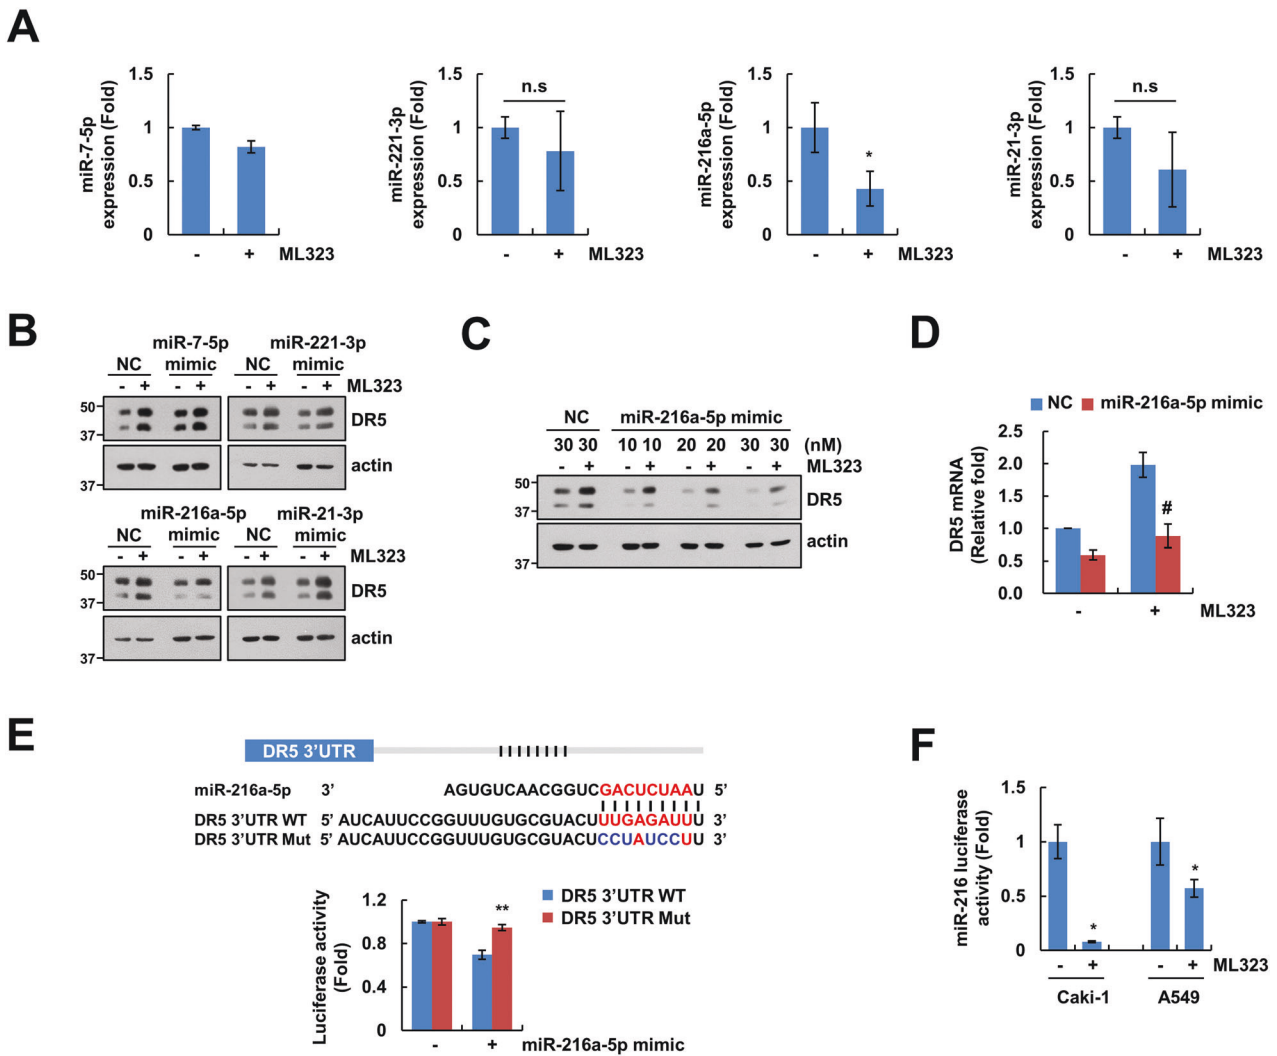 A
miR-7-5p
expression (Fold)
1.5
1
0.5
0
- + ML323
miR-221-3p
expression (Fold)
1.5
1
0.5
0
n.s
- + ML323
miR-216a-5p
expression (Fold)
1.5
1
0.5
0
*
- + ML323
miR-21-3p
expression (Fold)
1.5
1
0.5
0
n.s
- + ML323
B
miR-7-5p miR-221-3p
NC mimic NC mimic
- + - + - + - + ML323
50
37
DR5
actin
37
miR-216a-5p miR-21-3p
NC mimic NC mimic
- + - + - + - + ML323
50
37
DR5
actin
37
C
NC miR-216a-5p mimic
30 30 10 10 20 20 30 30 (nM)
- + - + - + - + ML323
50
37
DR5
actin
37
D
NC miR-216a-5p mimic
DR5 mRNA
(Relative fold)
2.5
2.0
1.5
1.0
0.5
0.0
#
- + ML323
E
DR5 3’UTR
miR-216a-5p 3’ AGUGUCAACGGUCGACUCUAAU 5’
DR5 3’UTR WT 5’ AUCAUUCCGGUUUGUGCGUACUUUGAGAUUU 3’
DR5 3’UTR Mut 5’ AUCAUUCCGGUUUGUGCGUACUCCUAUCCUU 3’
Luciferase activity
(Fold)
1.2
0.8
0.4
0
**
DR5 3’UTR WT
DR5 3’UTR Mut
- + miR-216a-5p mimic
F
miR-216 luciferase
activity (Fold)
1.5
1
0.5
0
*
*
- + - + ML323
Caki-1 A549